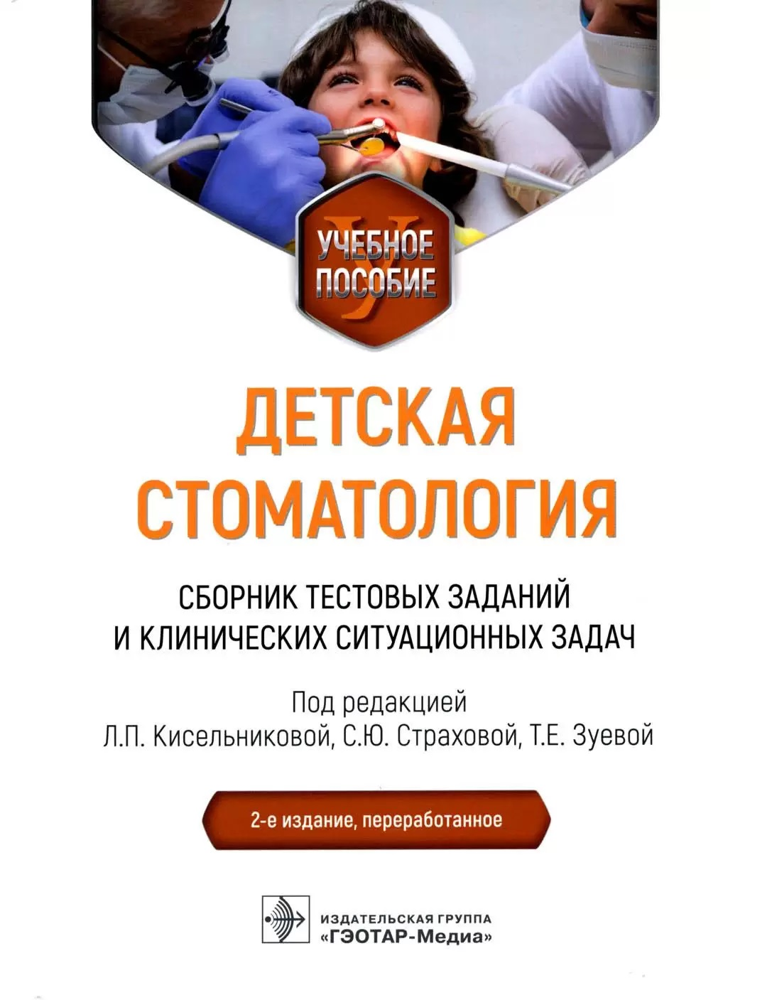 УЧЕБНОЕ
ПОСОБИЕ
ДЕТСКАЯ
СТОМАТОЛОГИЯ
СБОРНИК ТЕСТОВЫХ ЗАДАНИЙ
И КЛИНИЧЕСКИХ СИТУАЦИОННЫХ ЗАДАЧ
Под редакцией
Л.П. Кисельниковой, С.Ю. Страховой, Т.Е. Зуевой
2-е издание, переработанное
ИЗДАТЕЛЬСКАЯ ГРУППА
«ГЭОТАР-Медиа»